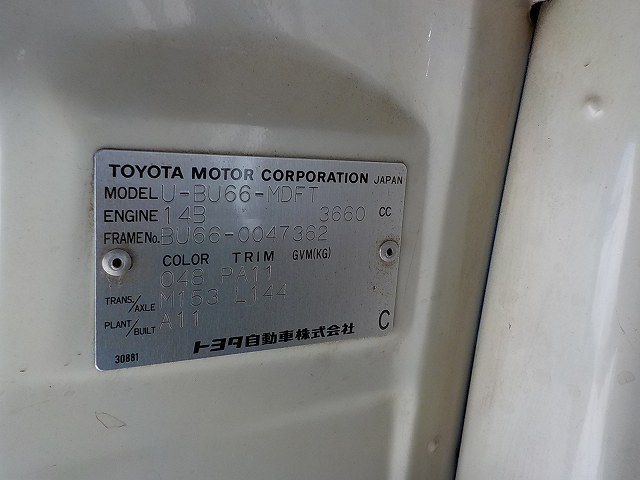 TOYOTA MOTOR CORPORATION JAPAN
MODEL U-BU66-MDFT
ENGINE 14B 3660 CC
FRAME No. BU66-0047362
COLOR TRIM GVM(KG)
048 PA11
TRANS./AXLE M153 L144
PLANT/BUILT A11
トヨタ自動車株式会社 C
30881